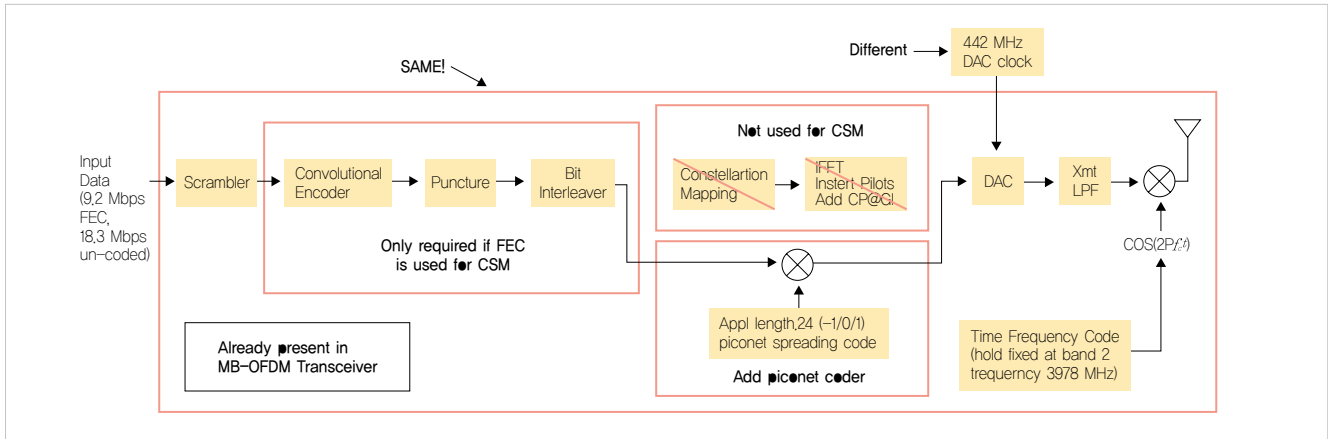 Different
442 MHz
DAC clock
SAME!
Not used for CSM
Input
Data
(9.2 Mbps
FEC,
18.3 Mbps
un-coded)
Scrambler
Convolutional
Encoder
Puncture
Bit
Interleaver
Constellartion
Mapping
IFFT
Instert Pilots
Add CP@GI
DAC
Xmt
LPF
Only required if FEC
is used for CSM
Appl length.24 (-1/0/1)
piconet spreading code
Add piconet coder
Already present in
MB-OFDM Transceiver
Time Frequency Code
(hold fixed at band 2
trequerncy 3978 MHz)